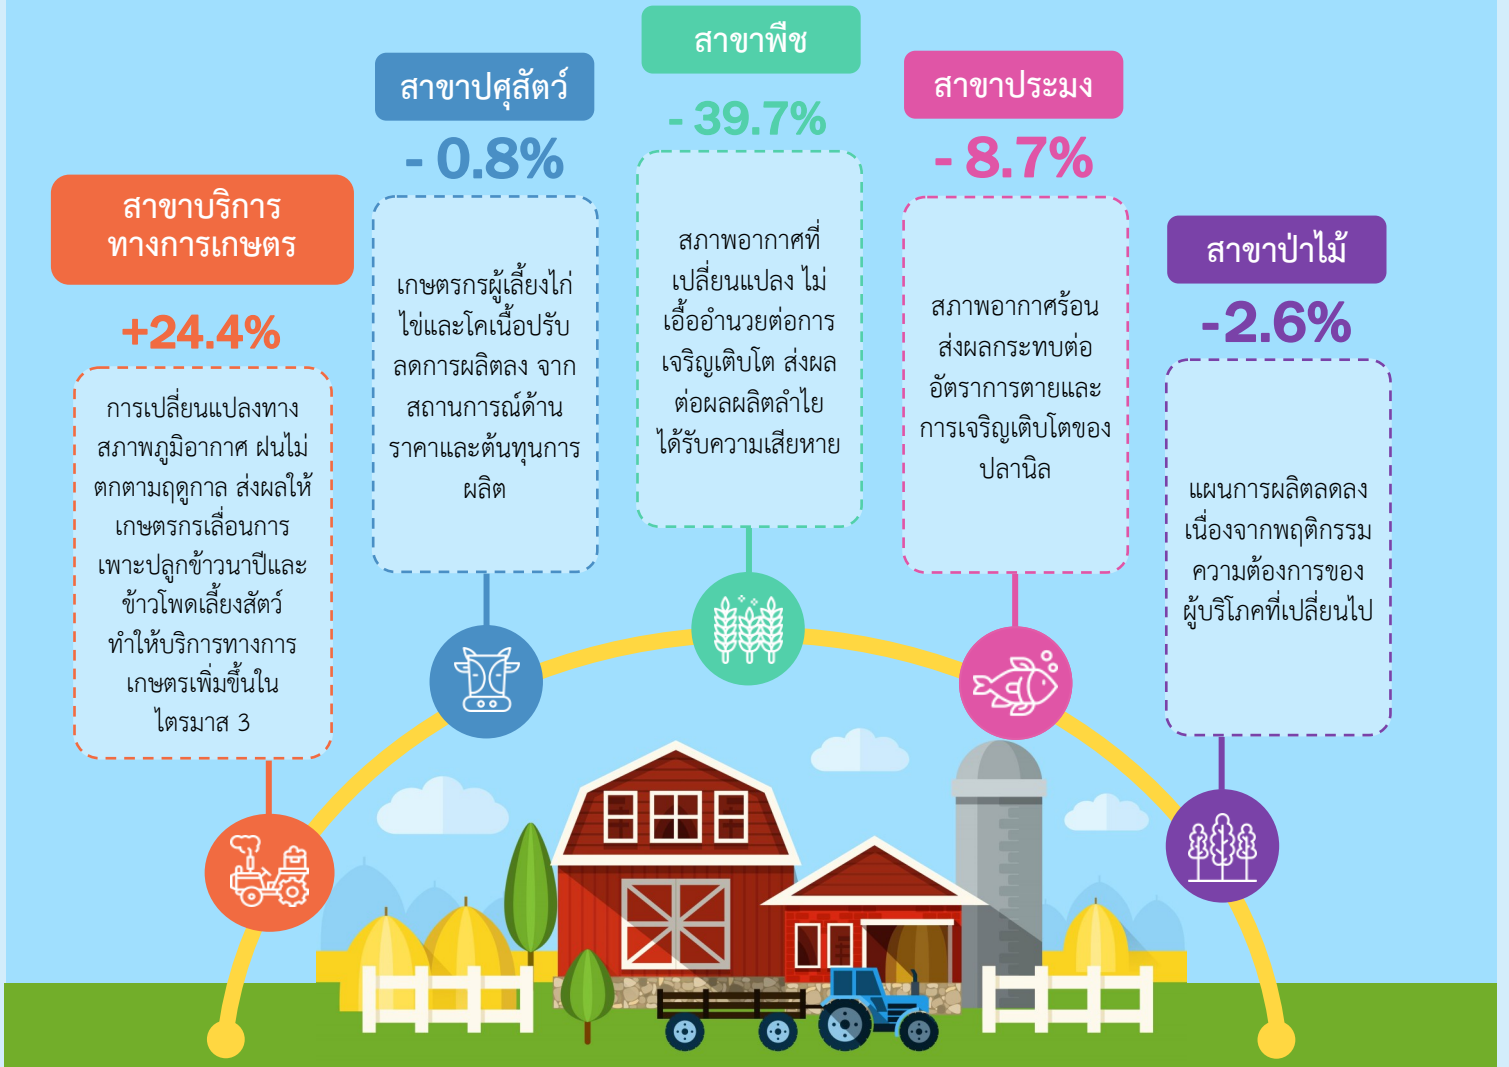 สาขาบริการ
ทางการเกษตร
+24.4%
การเปลี่ยนแปลงทาง
สภาพภูมิอากาศ ฝนไม่
ตกตามฤดูกาล ส่งผลให้
เกษตรกรเลื่อนการ
เพาะปลูกข้าวนาปีและ
ข้าวโพดเลี้ยงสัตว์
ทำให้บริการทางการ
เกษตรเพิ่มขึ้นใน
ไตรมาส 3
สาขาปศุสัตว์
- 0.8%
เกษตรกรผู้เลี้ยงไก่
ไข่และโคเนื้อปรับ
ลดการผลิตลง จาก
สถานการณ์ด้าน
ราคาและต้นทุนการ
ผลิต
สาขาพืช
- 39.7%
สภาพอากาศที่
เปลี่ยนแปลง ไม่
เอื้ออำนวยต่อการ
เจริญเติบโต ส่งผล
ต่อผลผลิตลำไย
ได้รับความเสียหาย
สาขาประมง
- 8.7%
สภาพอากาศร้อน
ส่งผลกระทบต่อ
อัตราการตายและ
การเจริญเติบโตของ
ปลานิล
สาขาป่าไม้
-2.6%
แผนการผลิตลดลง
เนื่องจากพฤติกรรม
ความต้องการของ
ผู้บริโภคที่เปลี่ยนไป